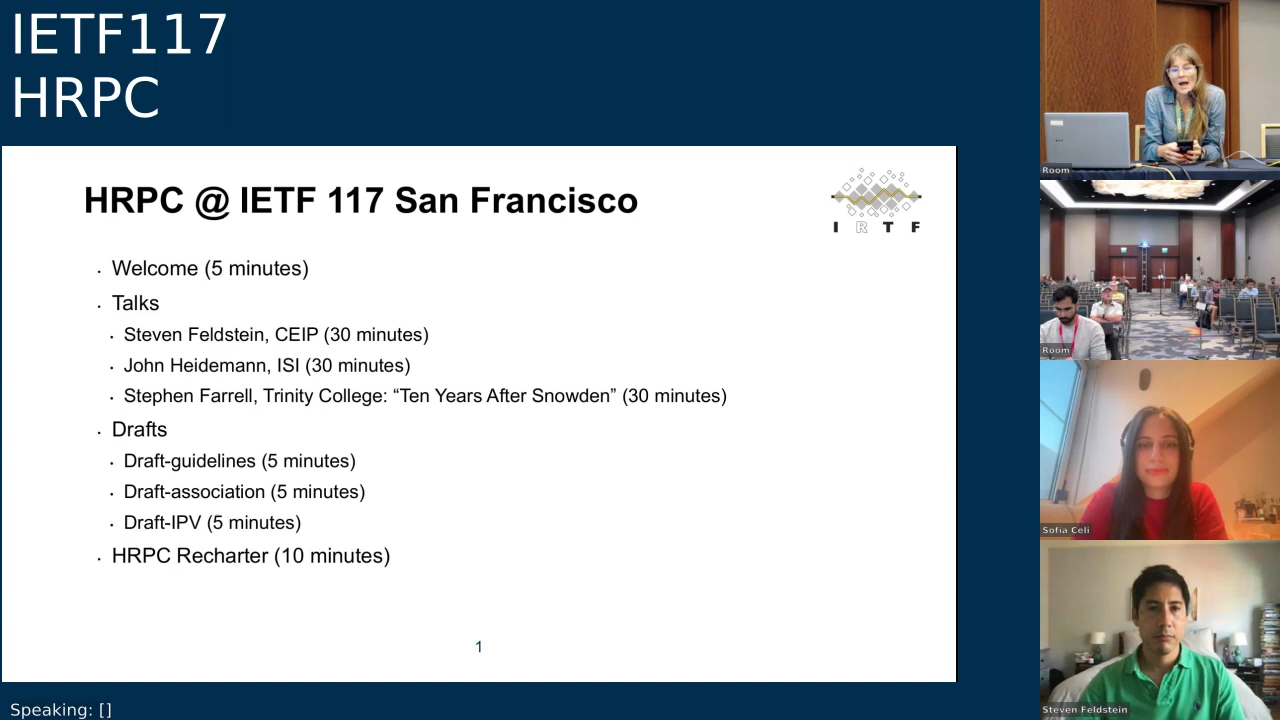 IETF117
HRPC
HRPC @ IETF 117 San Francisco
I R T F
Welcome (5 minutes)
Talks
Steven Feldstein, CEIP (30 minutes)
John Heidemann, ISI (30 minutes)
Stephen Farrell, Trinity College: “Ten Years After Snowden” (30 minutes)
Drafts
Draft-guidelines (5 minutes)
Draft-association (5 minutes)
Draft-IPV (5 minutes)
HRPC Recharter (10 minutes)
1
Speaking: []
Room
Room
Sofia Celi
Steven Feldstein